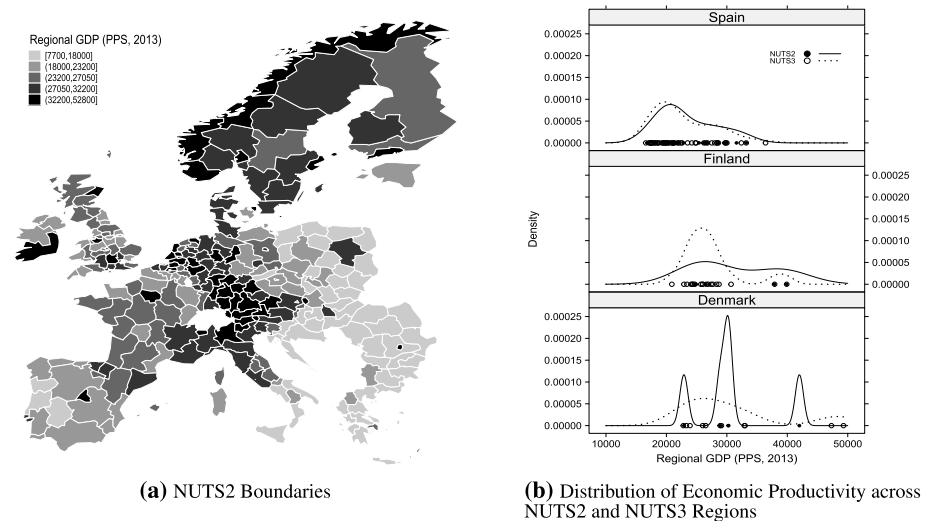 Regional GDP (PPS, 2013)
[7700,18000]
(18000,23200]
(23200,27050]
(27050,32200]
(32200,52800]
(a) NUTS2 Boundaries
Spain
0.00025
0.00020
0.00015
0.00010
0.00005
0.00000
NUTS2
NUTS3
Finland
0.00025
0.00020
0.00015
0.00010
0.00005
0.00000
Density
Denmark
0.00025
0.00020
0.00015
0.00010
0.00005
0.00000
10000 20000 30000 40000 50000
Regional GDP (PPS, 2013)
(b) Distribution of Economic Productivity across
NUTS2 and NUTS3 Regions